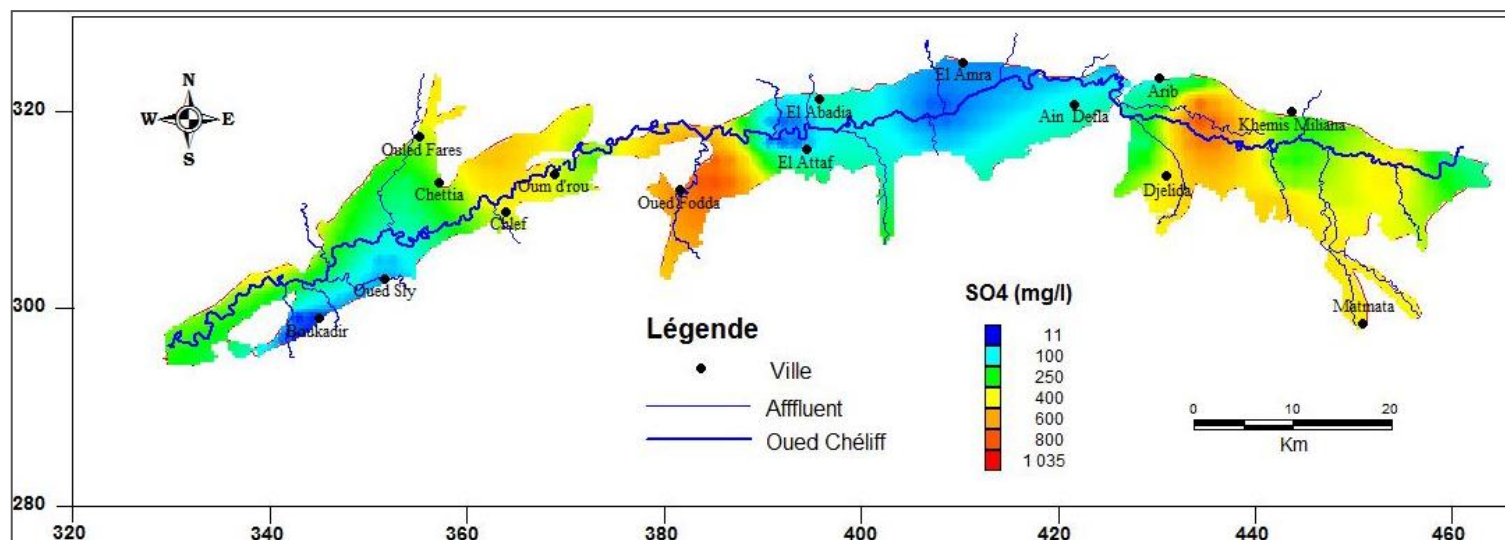 N
W E
S
320
300
280
320 340 360 380 400 420 440 460
Ouled Fares
Chettia
Oum d'rou
Chlef
Oued Sly
Boukadir
Oued Fodda
El Abadia
El Attaf
El Amra
Ain Defla
Arib
Khemis Miliana
Djelida
Matmata
Légende
Ville
Afffluent
Oued Chéliff
SO4 (mg/l)
11
100
250
400
600
800
1 035
0 10 20
Km